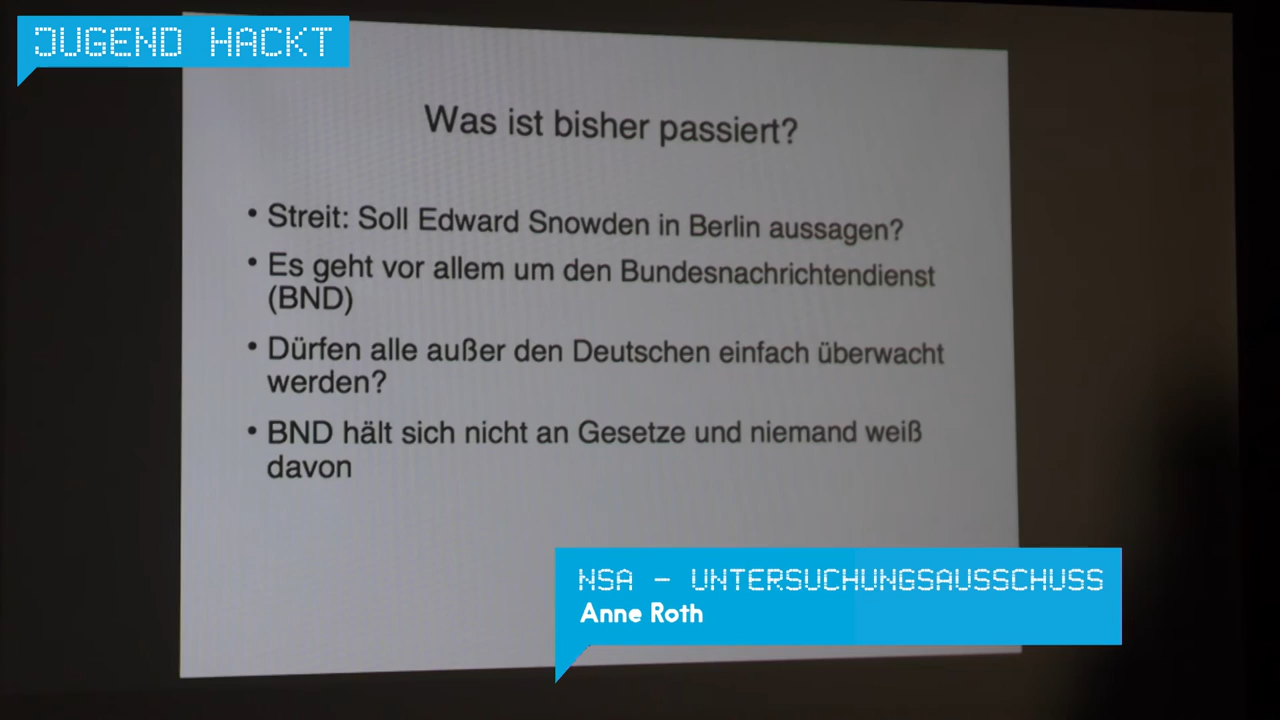 JUGEND HACKT
Was ist bisher passiert?
• Streit: Soll Edward Snowden in Berlin aussagen?
• Es geht vor allem um den Bundesnachrichtendienst
(BND)
• Dürfen alle außer den Deutschen einfach überwacht
werden?
• BND hält sich nicht an Gesetze und niemand weiß
davon
NSA - UNTERSUCHUNGSAUSSCHUSS
Anne Roth